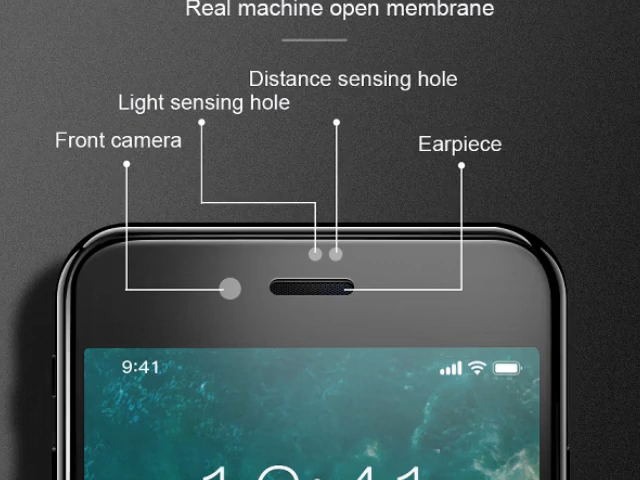 Real machine open membrane
Distance sensing hole
Light sensing hole
Front camera
Earpiece
9:41